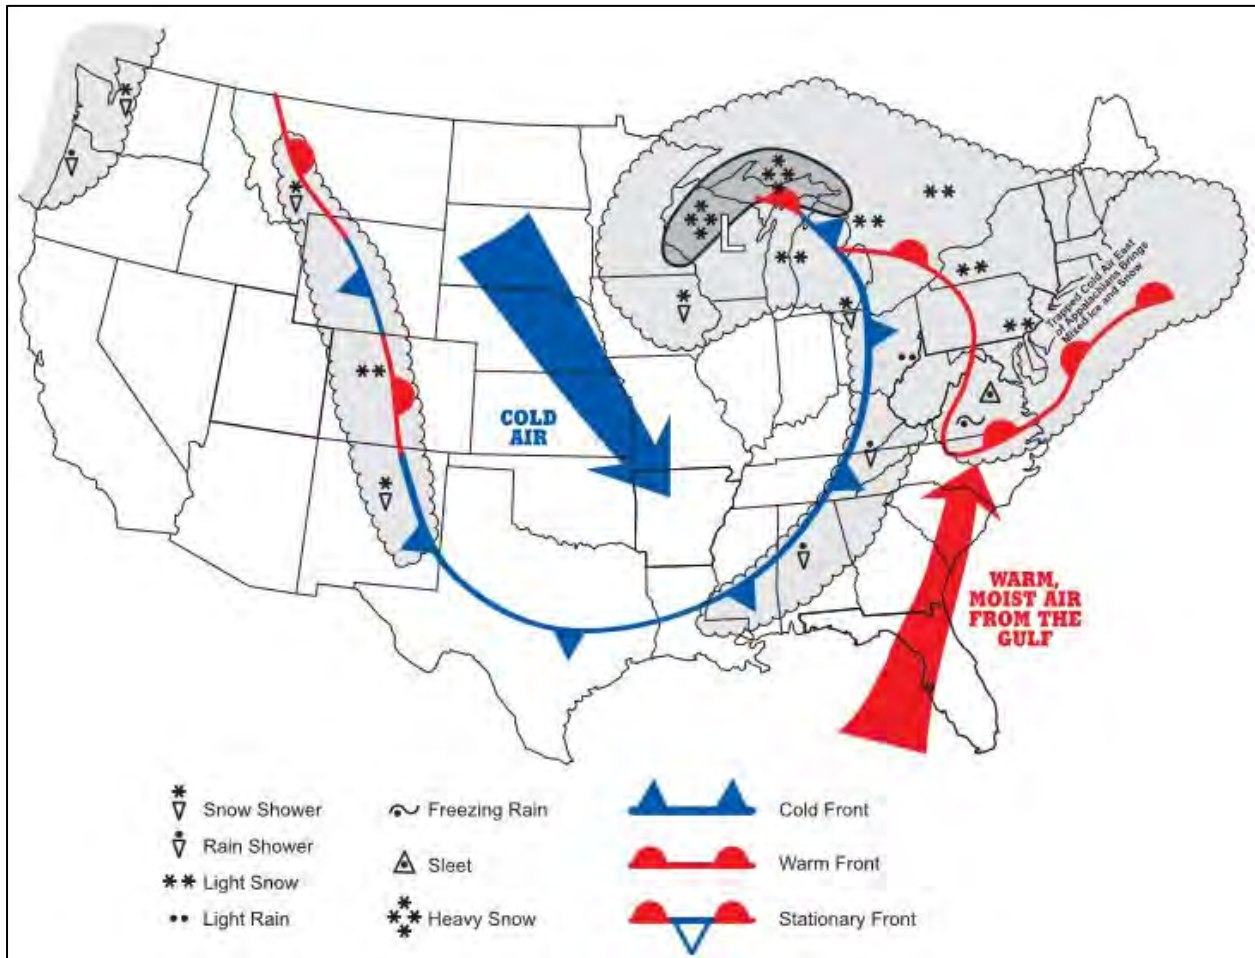 L
Trapped Cold Air East
of Appalachians Brings
Mixed Ice and Snow
COLD
AIR
WARM,
MOIST AIR
FROM THE
GULF
Snow Shower
Rain Shower
Light Snow
Light Rain
Freezing Rain
Sleet
Heavy Snow
Cold Front
Warm Front
Stationary Front